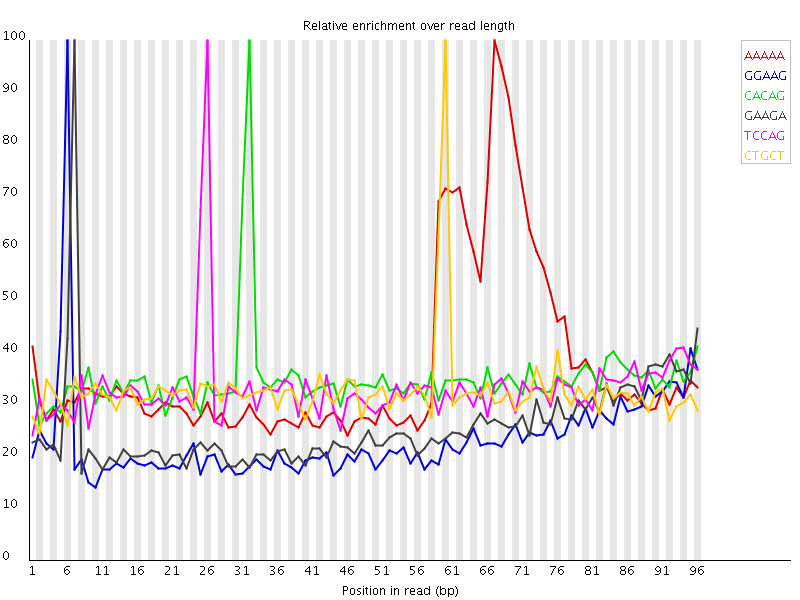 Relative enrichment over read length
100
90
80
70
60
50
40
30
20
10
0
1 6 11 16 21 26 31 36 41 46 51 56 61 66 71 76 81 86 91 96
Position in read (bp)
AAAAA
GGAAG
CACAG
GAAGA
TCCAG
CTGCT